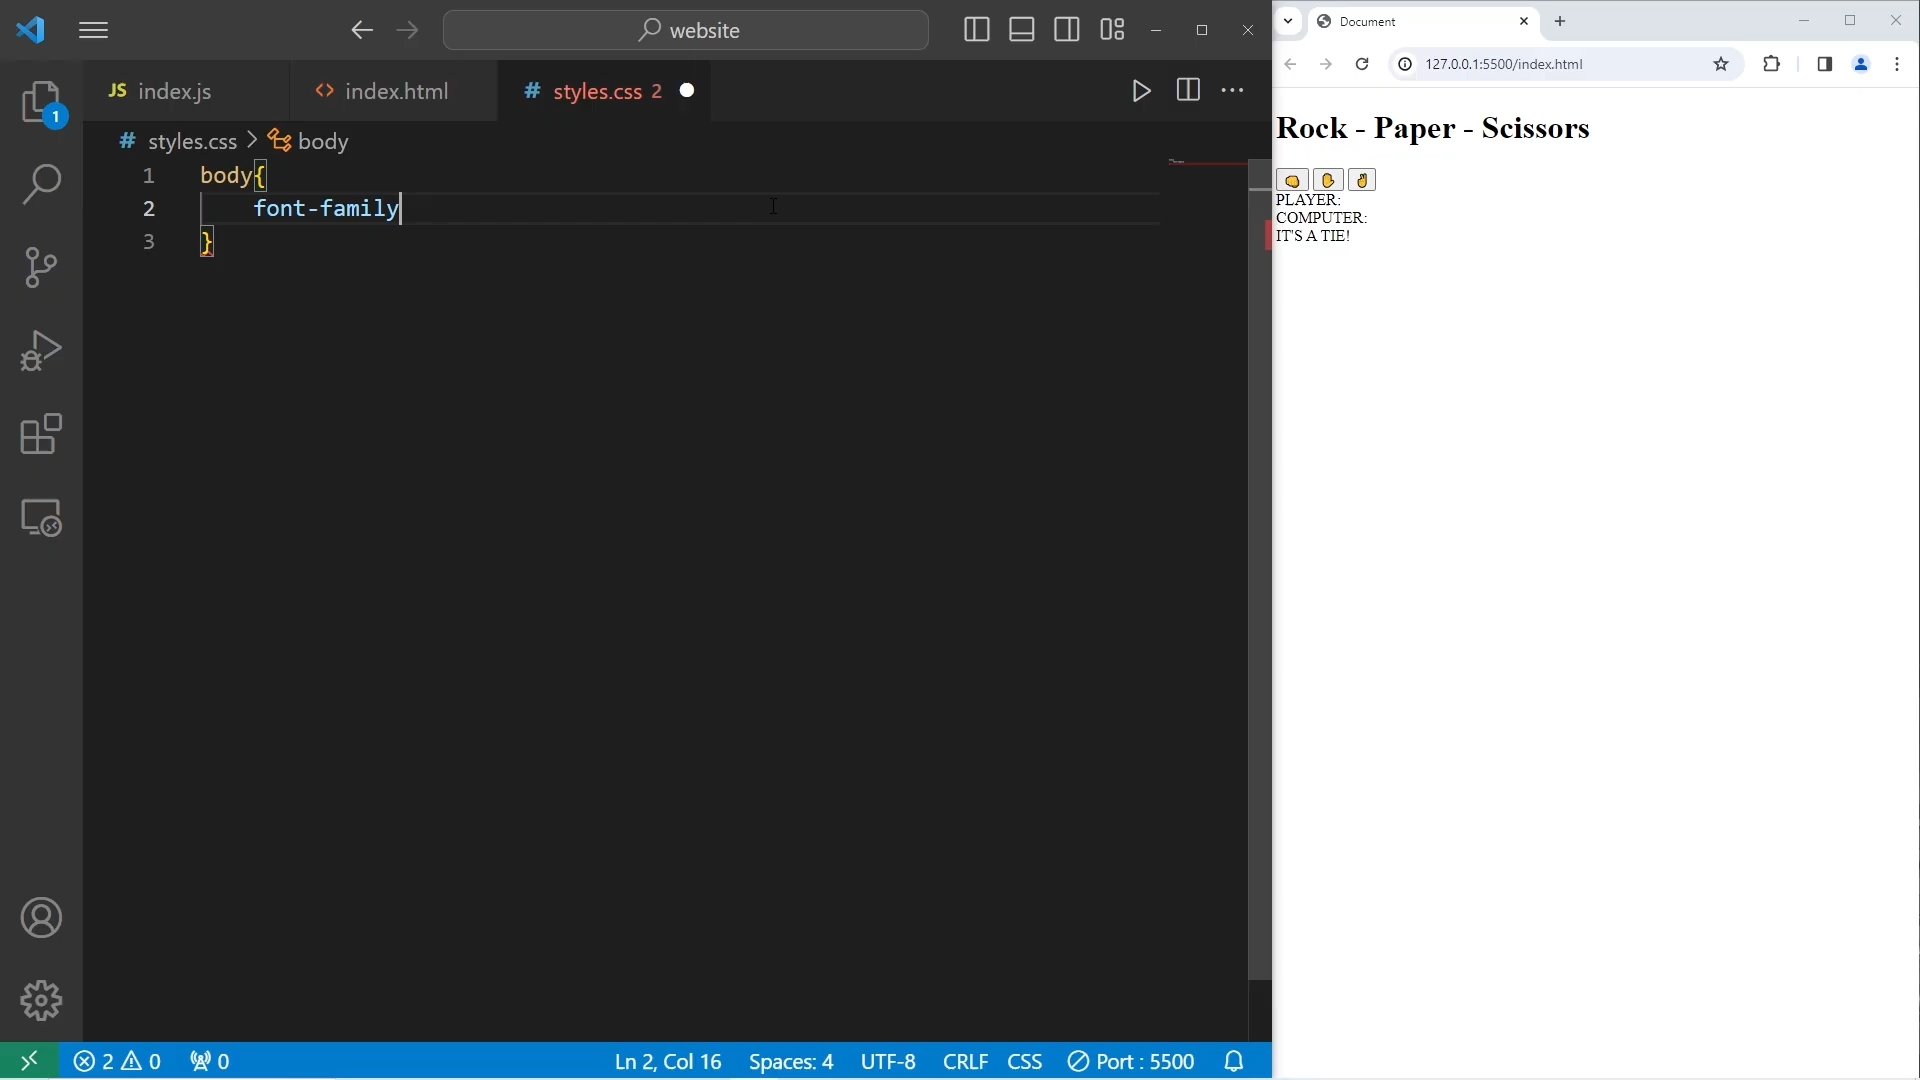 website
JS index.js
<> index.html
# styles.css 2
# styles.css > body
1 body{
2 font-family
3 }
1
2 0 0
Ln 2, Col 16 Spaces: 4 UTF-8 CRLF CSS Port : 5500
Document
127.0.0.1:5500/index.html
Rock - Paper - Scissors
PLAYER:
COMPUTER:
IT'S A TIE!